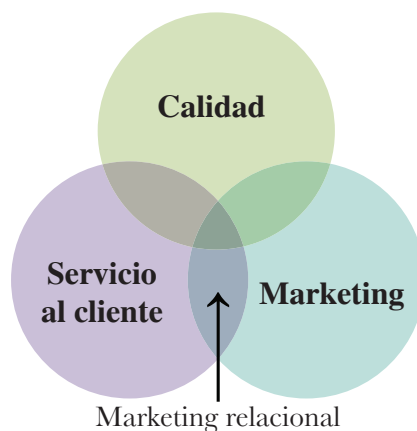 Calidad
Servicio
al cliente
Marketing
Marketing relacional